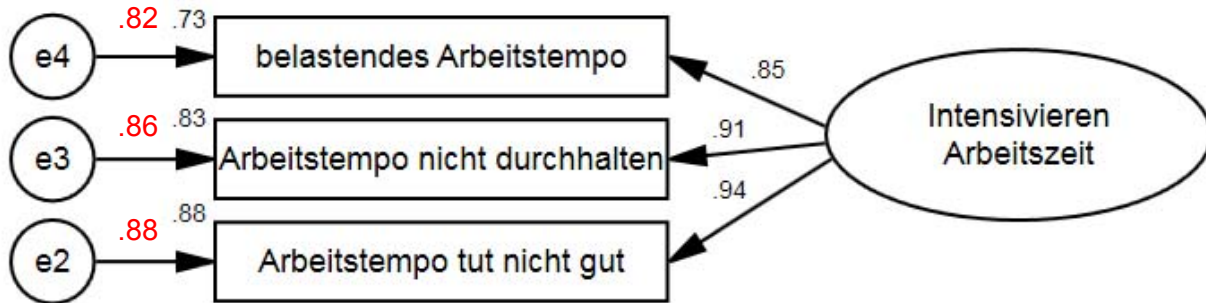 .82 .73
e4
belastendes Arbeitstempo
.85
.86 .83
e3
Arbeitstempo nicht durchhalten
.91
Intensivieren
Arbeitszeit
.88 .88
e2
Arbeitstempo tut nicht gut
.94